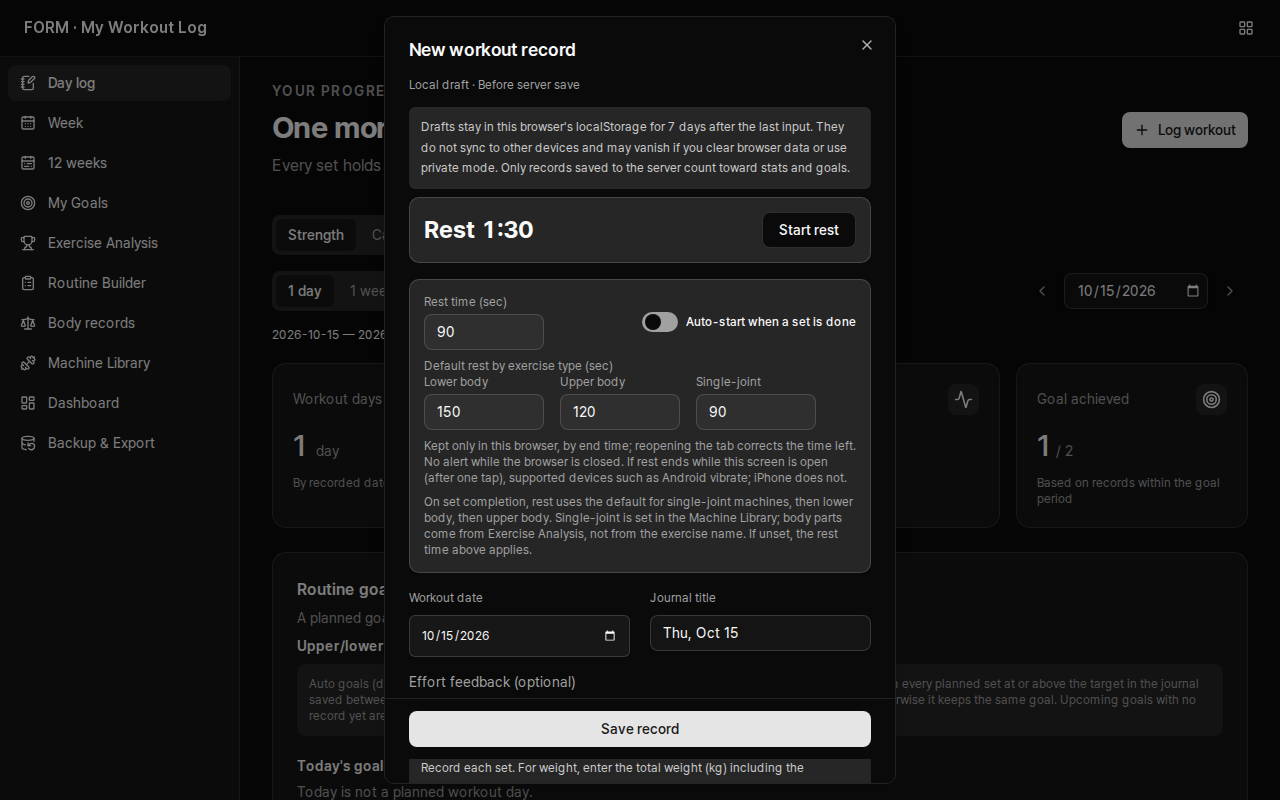 FORM · My Workout Log
Day log
Week
12 weeks
My Goals
Exercise Analysis
Routine Builder
Body records
Machine Library
Dashboard
Backup & Export
YOUR PROGRE
One mor
Every set holds
Log workout
Strength
Ca
1 day
1 wee
10/15/2026
2026-10-15 — 2026
Workout days
1 day
By recorded date
Goal achieved
1 / 2
Based on records within the goal
period
Routine goa
A planned goa
Upper/lower
Auto goals (d
saved betwee
record yet are
every planned set at or above the target in the journal
rwise it keeps the same goal. Upcoming goals with no
Today's goal
Today is not a planned workout day.
New workout record
Local draft · Before server save
Drafts stay in this browser's localStorage for 7 days after the last input. They
do not sync to other devices and may vanish if you clear browser data or use
private mode. Only records saved to the server count toward stats and goals.
Rest 1:30
Start rest
Rest time (sec)
90
Auto-start when a set is done
Default rest by exercise type (sec)
Lower body
Upper body
Single-joint
150
120
90
Kept only in this browser, by end time; reopening the tab corrects the time left.
No alert while the browser is closed. If rest ends while this screen is open
(after one tap), supported devices such as Android vibrate; iPhone does not.
On set completion, rest uses the default for single-joint machines, then lower
body, then upper body. Single-joint is set in the Machine Library; body parts
come from Exercise Analysis, not from the exercise name. If unset, the rest
time above applies.
Workout date
Journal title
10/15/2026
Thu, Oct 15
Effort feedback (optional)
Save record
Record each set. For weight, enter the total weight (kg) including the